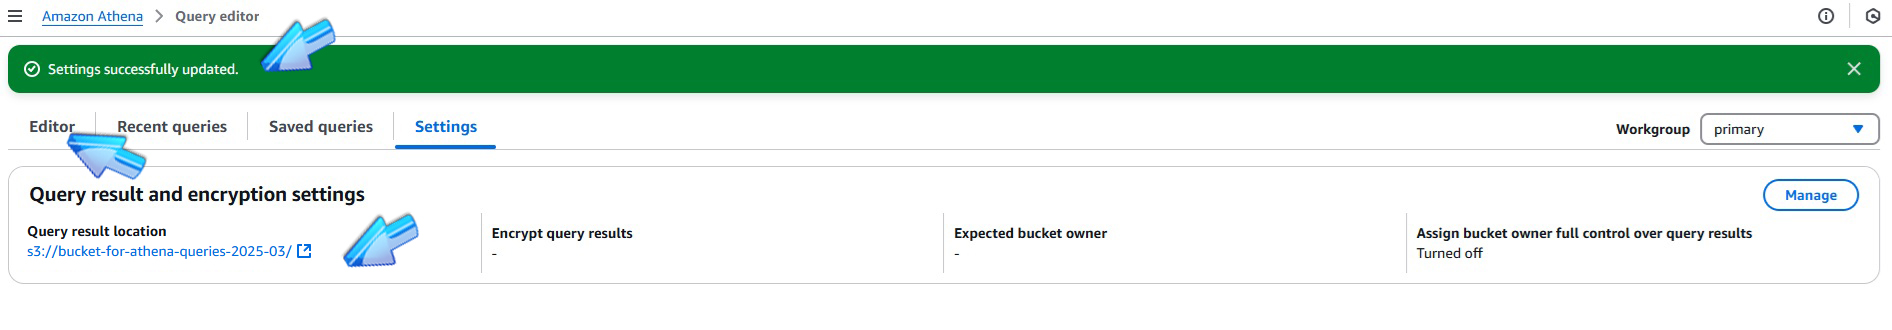 Amazon Athena > Query editor
Settings successfully updated.
Editor
Recent queries
Saved queries
Settings
Workgroup
primary
Query result and encryption settings
Manage
Query result location
s3://bucket-for-athena-queries-2025-03/
Encrypt query results
-
Expected bucket owner
-
Assign bucket owner full control over query results
Turned off